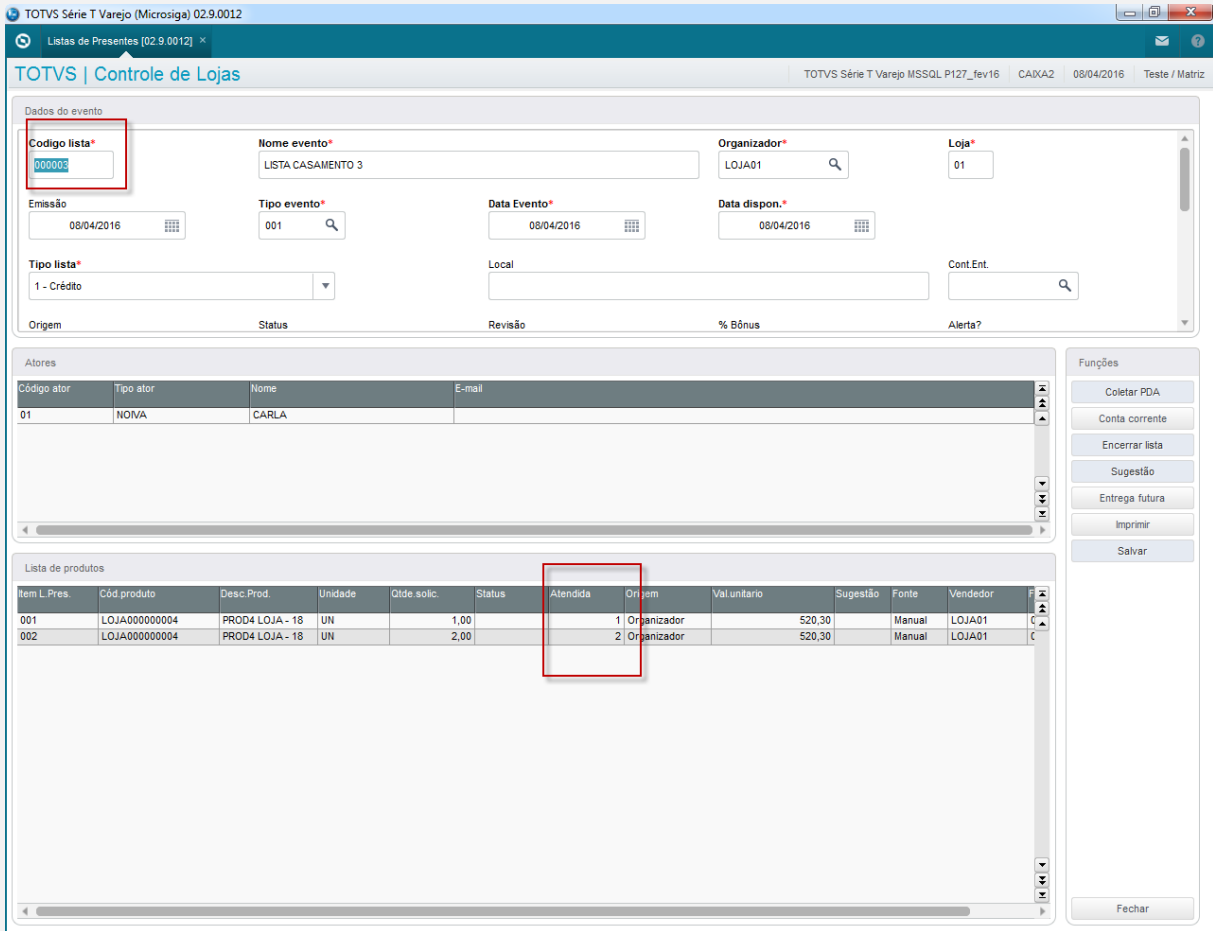 TOTVS Série T Varejo (Microsiga) 02.9.0012
Listas de Presentes [02.9.0012] ×
TOTVS | Controle de Lojas
TOTVS Série T Varejo MSSQL P127_fev16 CAIXA2 08/04/2016 Teste / Matriz
Dados do evento
Codigo lista* Nome evento* Organizador* Loja*
000003 LISTA CASAMENTO 3 LOJA01 01
Emissão Tipo evento* Data Evento* Data dispon.*
08/04/2016 001 08/04/2016 08/04/2016
Tipo lista* Local Cont.Ent.
1 - Crédito
Origem Status Revisão % Bônus Alerta?
Atores
Código ator Tipo ator Nome E-mail
01 NOIVA CARLA
Funções
Coletar PDA
Conta corrente
Encerrar lista
Sugestão
Entrega futura
Imprimir
Salvar
Lista de produtos
Item L.Pres. Cód.produto Desc.Prod. Unidade Qtde.solic. Status Atendida Origem Val.unitario Sugestão Fonte Vendedor
001 LOJA000000004 PROD4 LOJA - 18 UN 1,00 1 Organizador 520,30 Manual LOJA01
002 LOJA000000004 PROD4 LOJA - 18 UN 2,00 2 Organizador 520,30 Manual LOJA01
Fechar